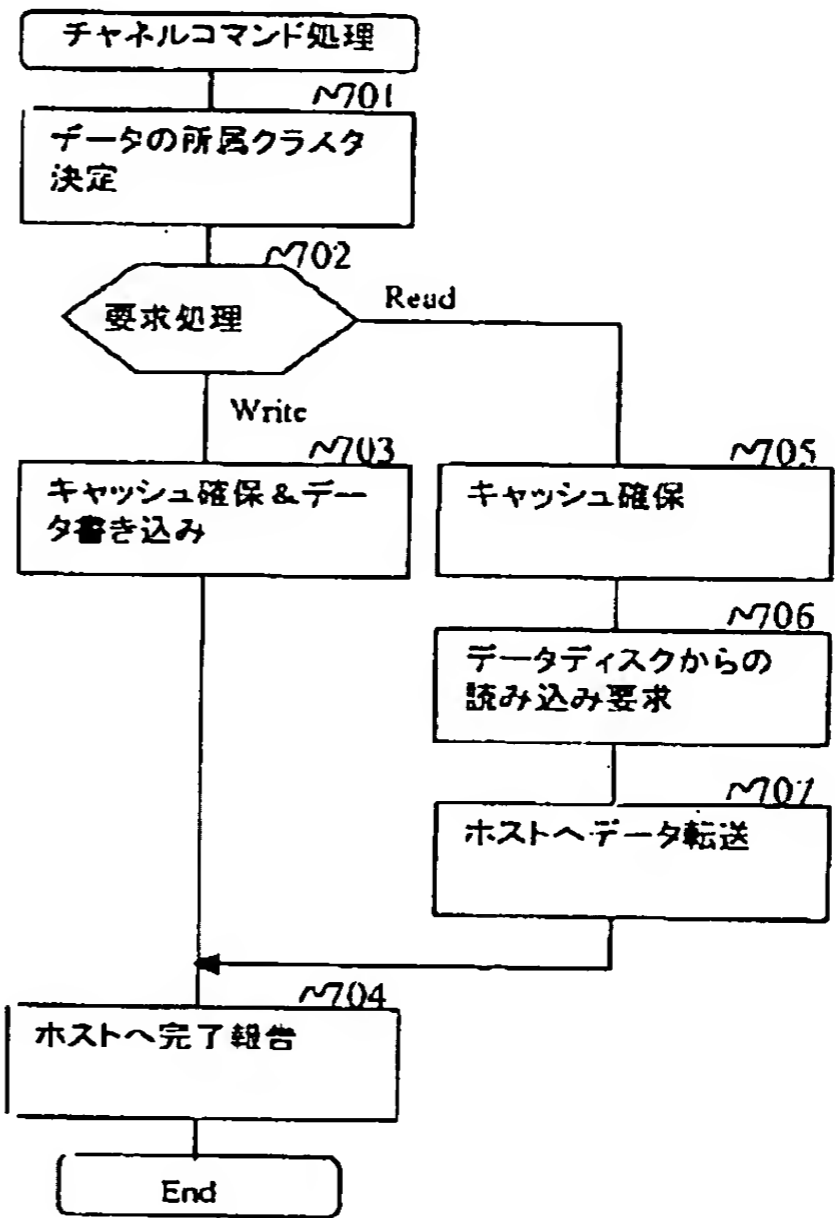 チャネルコマンド処理
~701
データの所属クラスタ
決定
~702
要求処理
Read
Write
~703
キャッシュ確保&デー
タ書き込み
~705
キャッシュ確保
~706
データディスクからの
読み込み要求
~707
ホストへデータ転送
~704
ホストへ完了報告
End